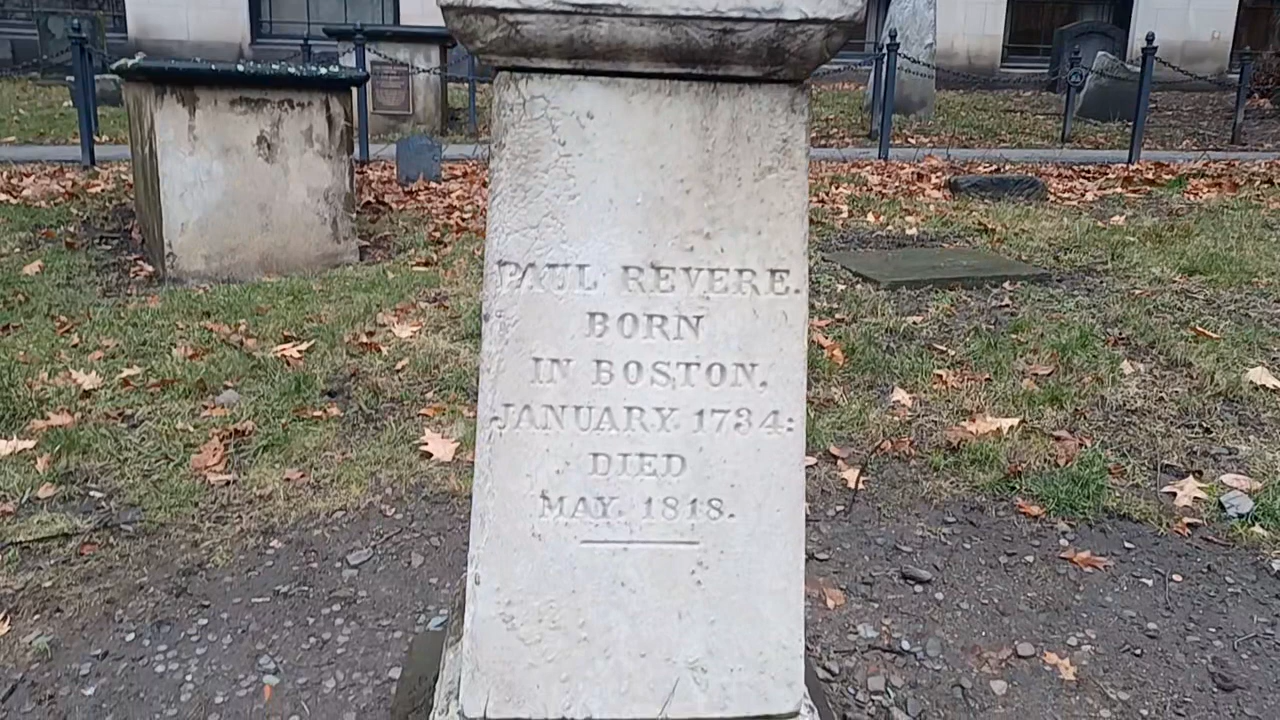 PAUL REVERE.
BORN
IN BOSTON,
JANUARY. 1734:
DIED
MAY. 1818.